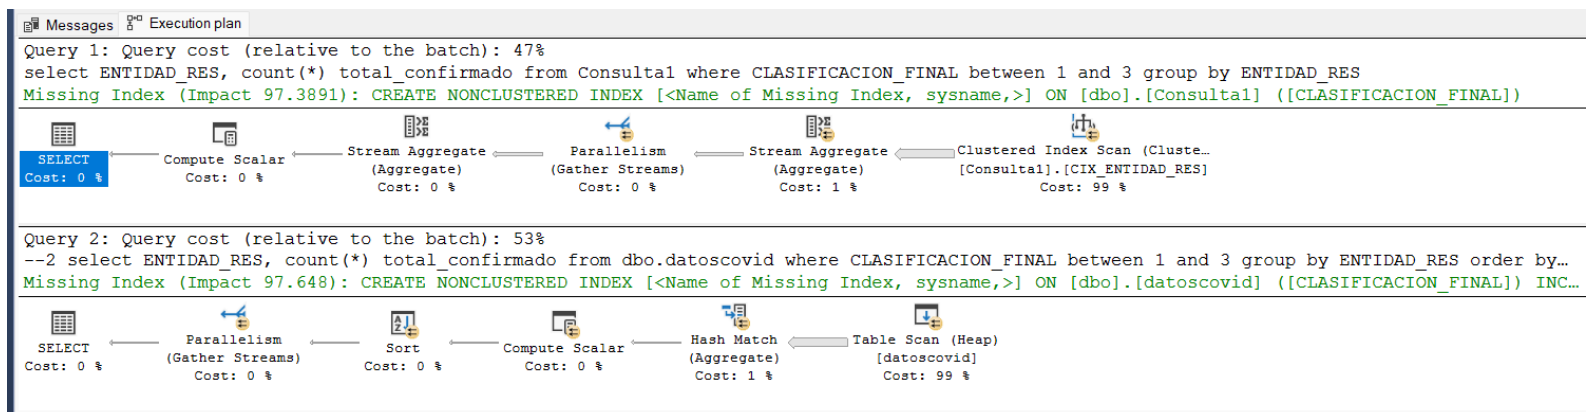 Messages Execution plan
Query 1: Query cost (relative to the batch): 47%
select ENTIDAD_RES, count(*) total_confirmado from Consulta1 where CLASIFICACION_FINAL between 1 and 3 group by ENTIDAD_RES
Missing Index (Impact 97.3891): CREATE NONCLUSTERED INDEX [<Name of Missing Index, sysname,>] ON [dbo].[Consulta1] ([CLASIFICACION_FINAL])
SELECT
Cost: 0 %
Compute Scalar
Cost: 0 %
Stream Aggregate
(Aggregate)
Cost: 0 %
Parallelism
(Gather Streams)
Cost: 0 %
Stream Aggregate
(Aggregate)
Cost: 1 %
Clustered Index Scan (Cluste…
[Consulta1].[CIX_ENTIDAD_RES]
Cost: 99 %
Query 2: Query cost (relative to the batch): 53%
--2 select ENTIDAD_RES, count(*) total_confirmado from dbo.datoscovid where CLASIFICACION_FINAL between 1 and 3 group by ENTIDAD_RES order by…
Missing Index (Impact 97.648): CREATE NONCLUSTERED INDEX [<Name of Missing Index, sysname,>] ON [dbo].[datoscovid] ([CLASIFICACION_FINAL]) INC…
SELECT
Cost: 0 %
Parallelism
(Gather Streams)
Cost: 0 %
Sort
Cost: 0 %
Compute Scalar
Cost: 0 %
Hash Match
(Aggregate)
Cost: 1 %
Table Scan (Heap)
[datoscovid]
Cost: 99 %